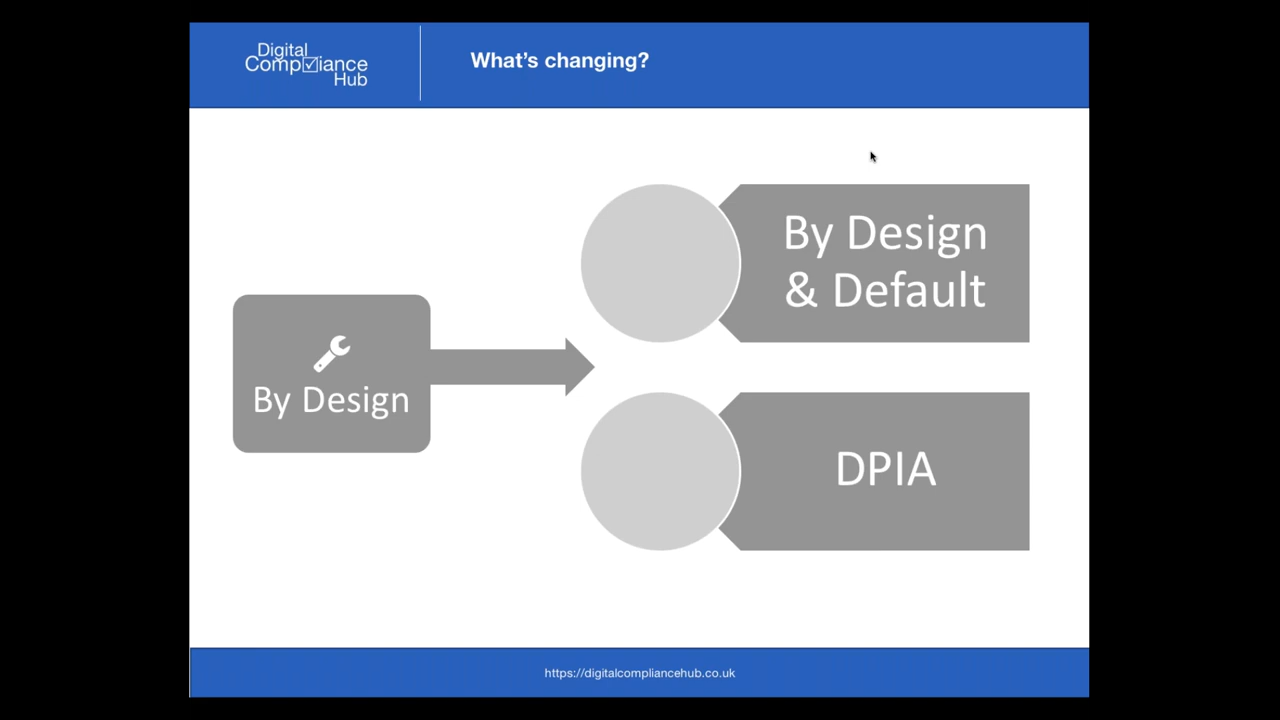 Digital
Compliance
Hub
What's changing?
By Design
By Design
& Default
DPIA
https://digitalcompliancehub.co.uk